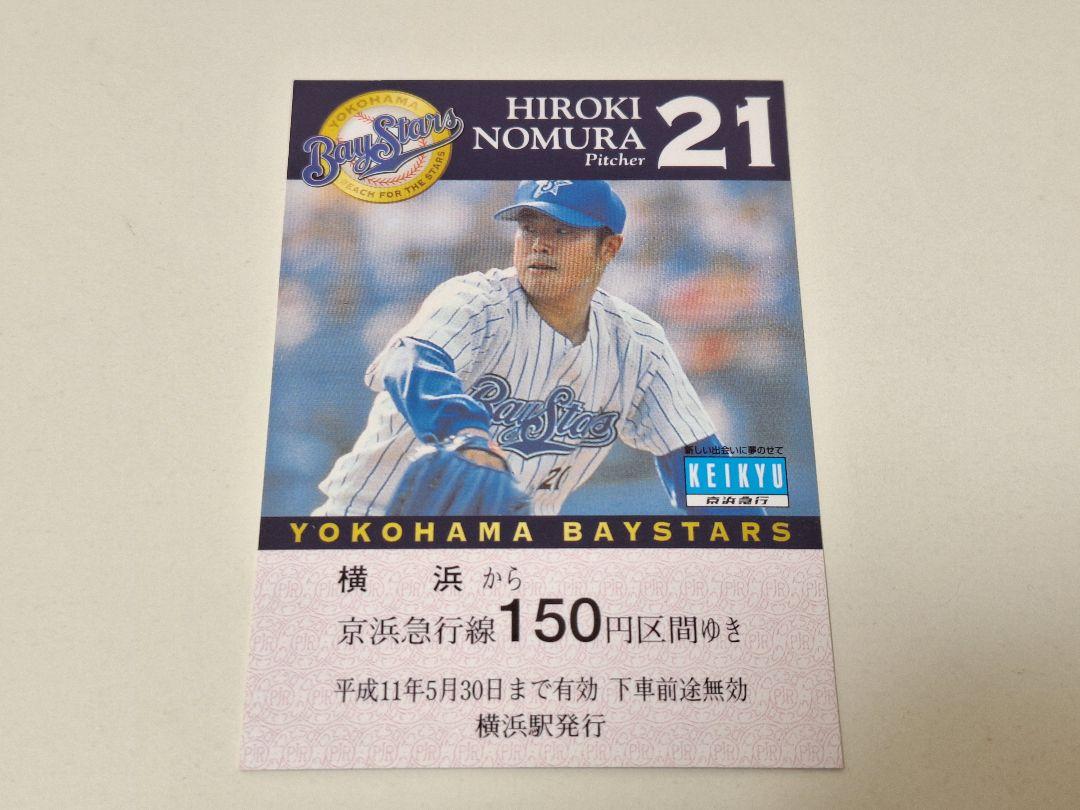 YOKOHAMA
BayStars
REACH FOR THE STARS
HIROKI
NOMURA
Pitcher
21
BayStars
21
新しい出会いに夢のせて
KEIKYU
京浜急行
YOKOHAMA BAYSTARS
横 浜 から
京浜急行線150円区間ゆき
平成11年5月30日まで有効 下車前途無効
横浜駅発行